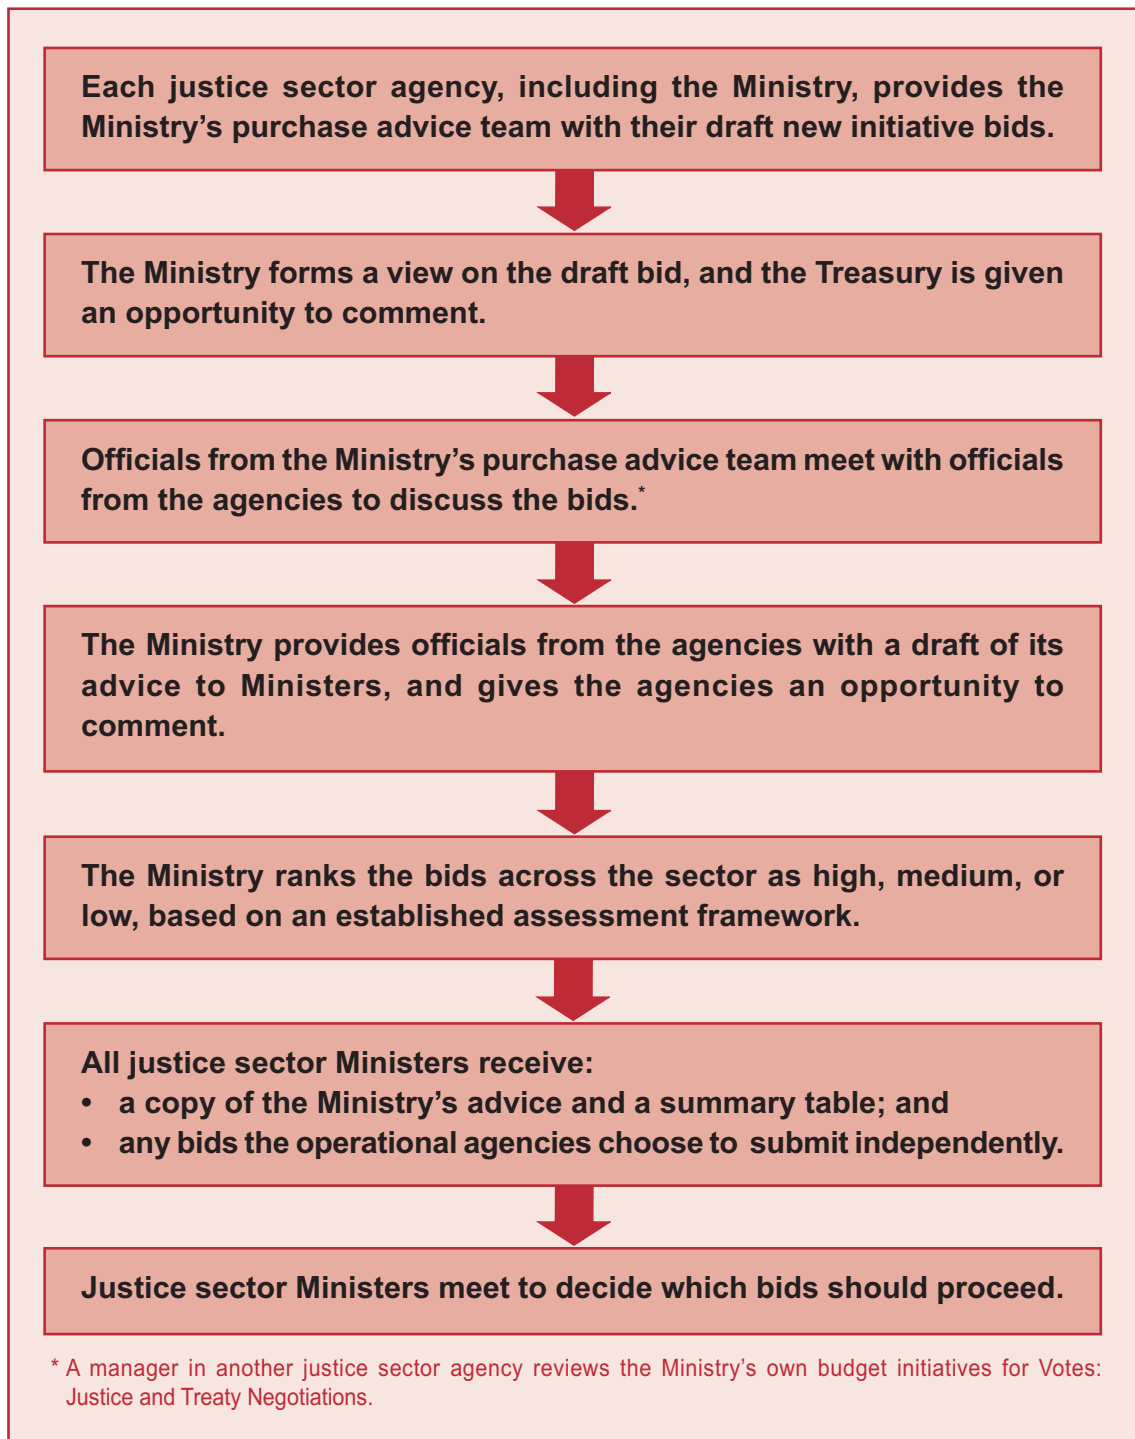 Each justice sector agency, including the Ministry, provides the
Ministry’s purchase advice team with their draft new initiative bids.
The Ministry forms a view on the draft bid, and the Treasury is given
an opportunity to comment.
Officials from the Ministry’s purchase advice team meet with officials
from the agencies to discuss the bids.*
The Ministry provides officials from the agencies with a draft of its
advice to Ministers, and gives the agencies an opportunity to
comment.
The Ministry ranks the bids across the sector as high, medium, or
low, based on an established assessment framework.
All justice sector Ministers receive:
• a copy of the Ministry’s advice and a summary table; and
• any bids the operational agencies choose to submit independently.
Justice sector Ministers meet to decide which bids should proceed.
* A manager in another justice sector agency reviews the Ministry’s own budget initiatives for Votes:
Justice and Treaty Negotiations.